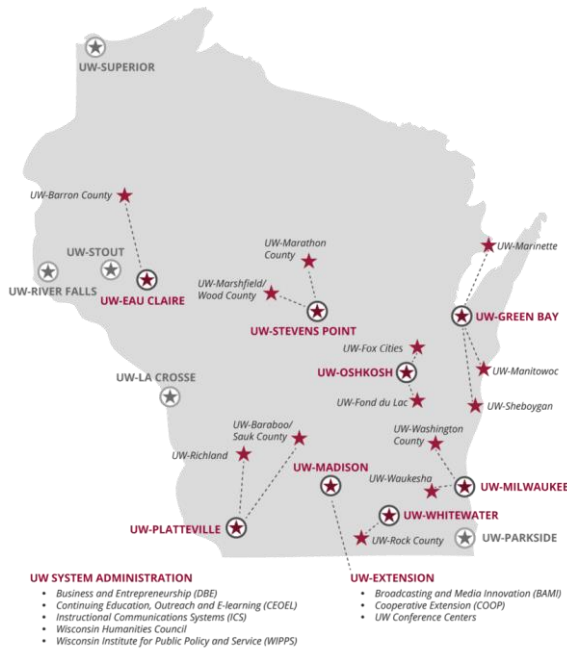 UW-SUPERIOR
UW-Barron County
UW-STOUT
UW-RIVER FALLS
UW-EAU CLAIRE
UW-Marathon
County
UW-Marshfield/
Wood County
UW-STEVENS POINT
UW-Marinette
UW-GREEN BAY
UW-Fox Cities
UW-OSHKOSH
UW-Manitowoc
UW-LA CROSSE
UW-Fond du Lac
UW-Sheboygan
UW-Baraboo/
Sauk County
UW-Washington
County
UW-Richland
UW-MADISON
UW-Waukesha
UW-MILWAUKEE
UW-WHITEWATER
UW-PLATTEVILLE
UW-Rock County
UW-PARKSIDE
UW SYSTEM ADMINISTRATION
• Business and Entrepreneurship (DBE)
• Continuing Education, Outreach and E-learning (CEOEL)
• Instructional Communications Systems (ICS)
• Wisconsin Humanities Council
• Wisconsin Institute for Public Policy and Service (WIPPS)
UW-EXTENSION
• Broadcasting and Media Innovation (BAMI)
• Cooperative Extension (COOP)
• UW Conference Centers